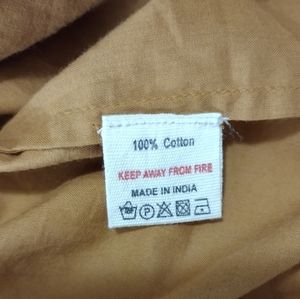 100% Cotton
KEEP AWAY FROM FIRE
MADE IN INDIA